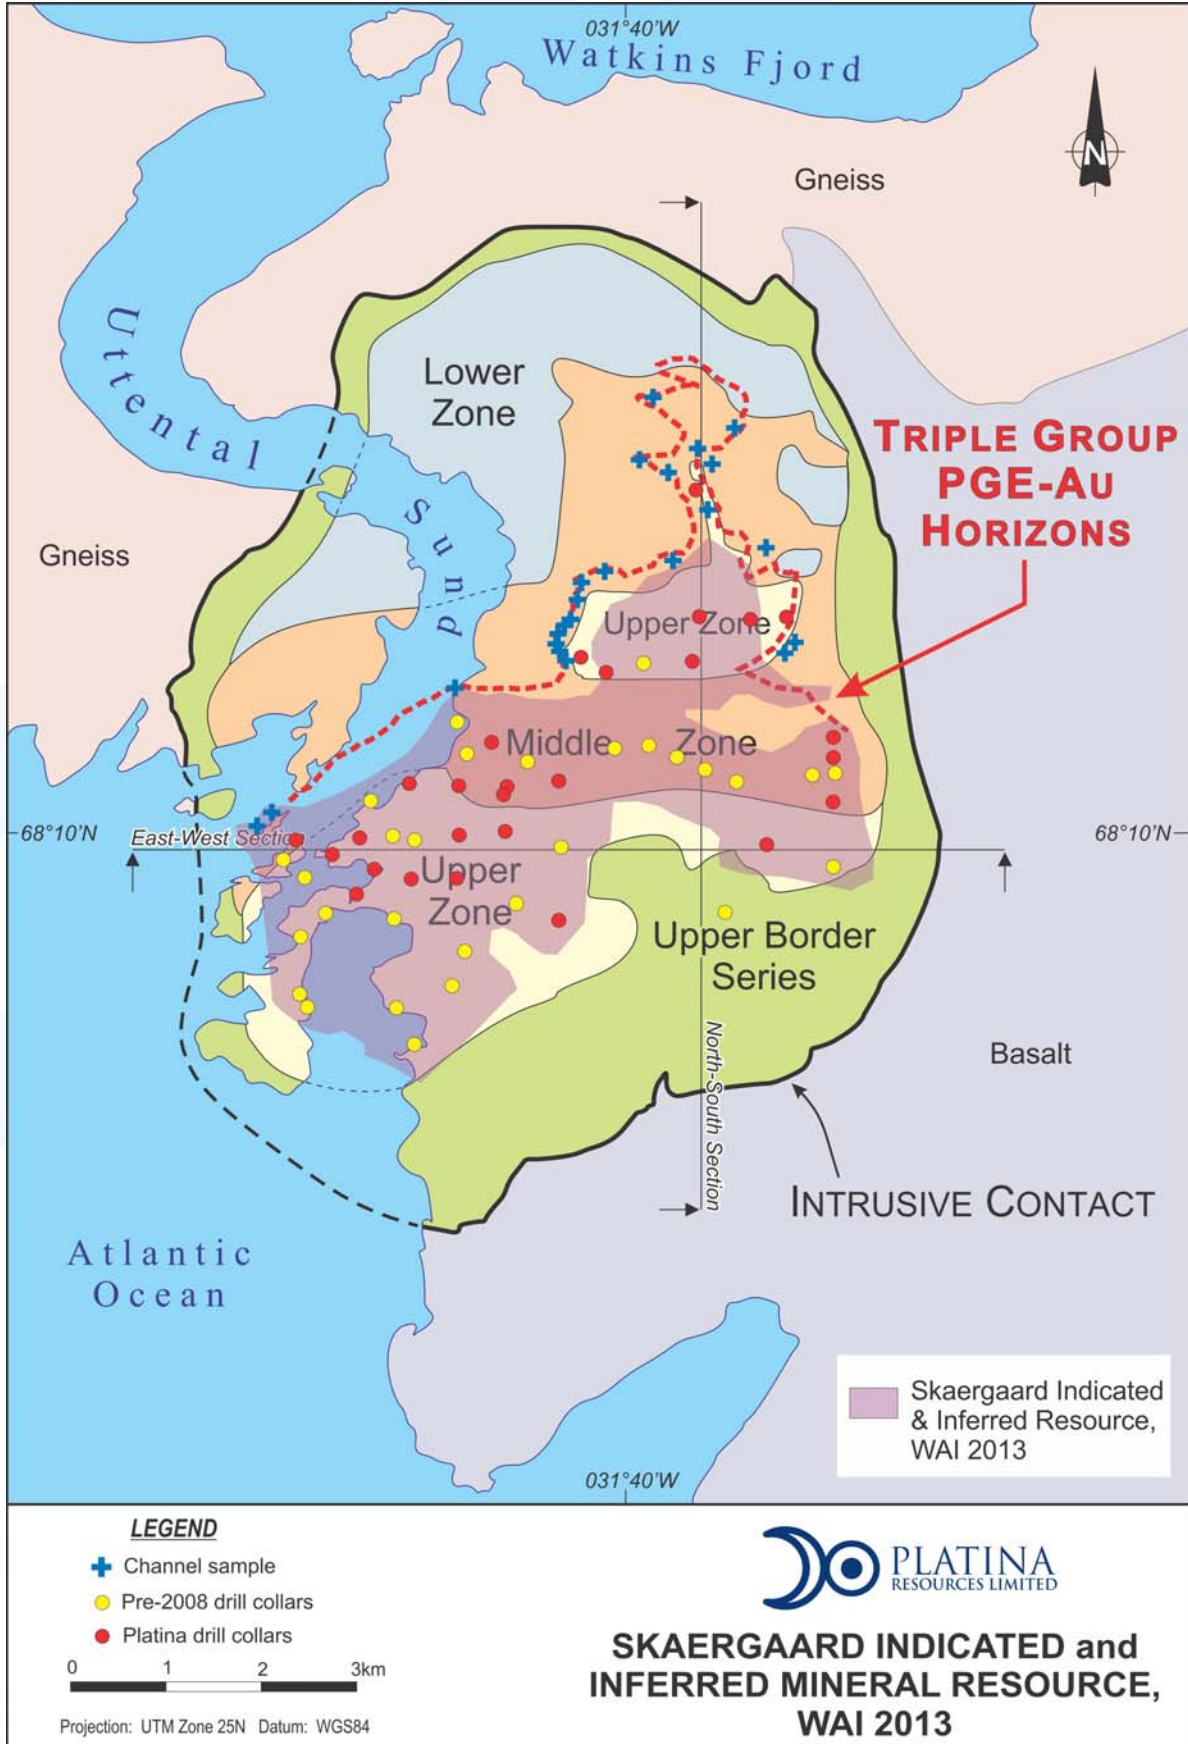 031°40'W
Watkins Fjord
N
Gneiss
Uttental
Sund
Lower
Zone
TRIPLE GROUP
PGE-AU
HORIZONS
Gneiss
Upper Zone
Middle Zone
68°10'N
68°10'N
East-West Section
Upper
Zone
Upper Border
Series
North-South Section
Basalt
INTRUSIVE CONTACT
Atlantic
Ocean
Skaergaard Indicated
& Inferred Resource,
WAI 2013
031°40'W
LEGEND
Channel sample
Pre-2008 drill collars
Platina drill collars
0 1 2 3km
Projection: UTM Zone 25N Datum: WGS84
PLATINA
RESOURCES LIMITED
SKAERGAARD INDICATED and
INFERRED MINERAL RESOURCE,
WAI 2013